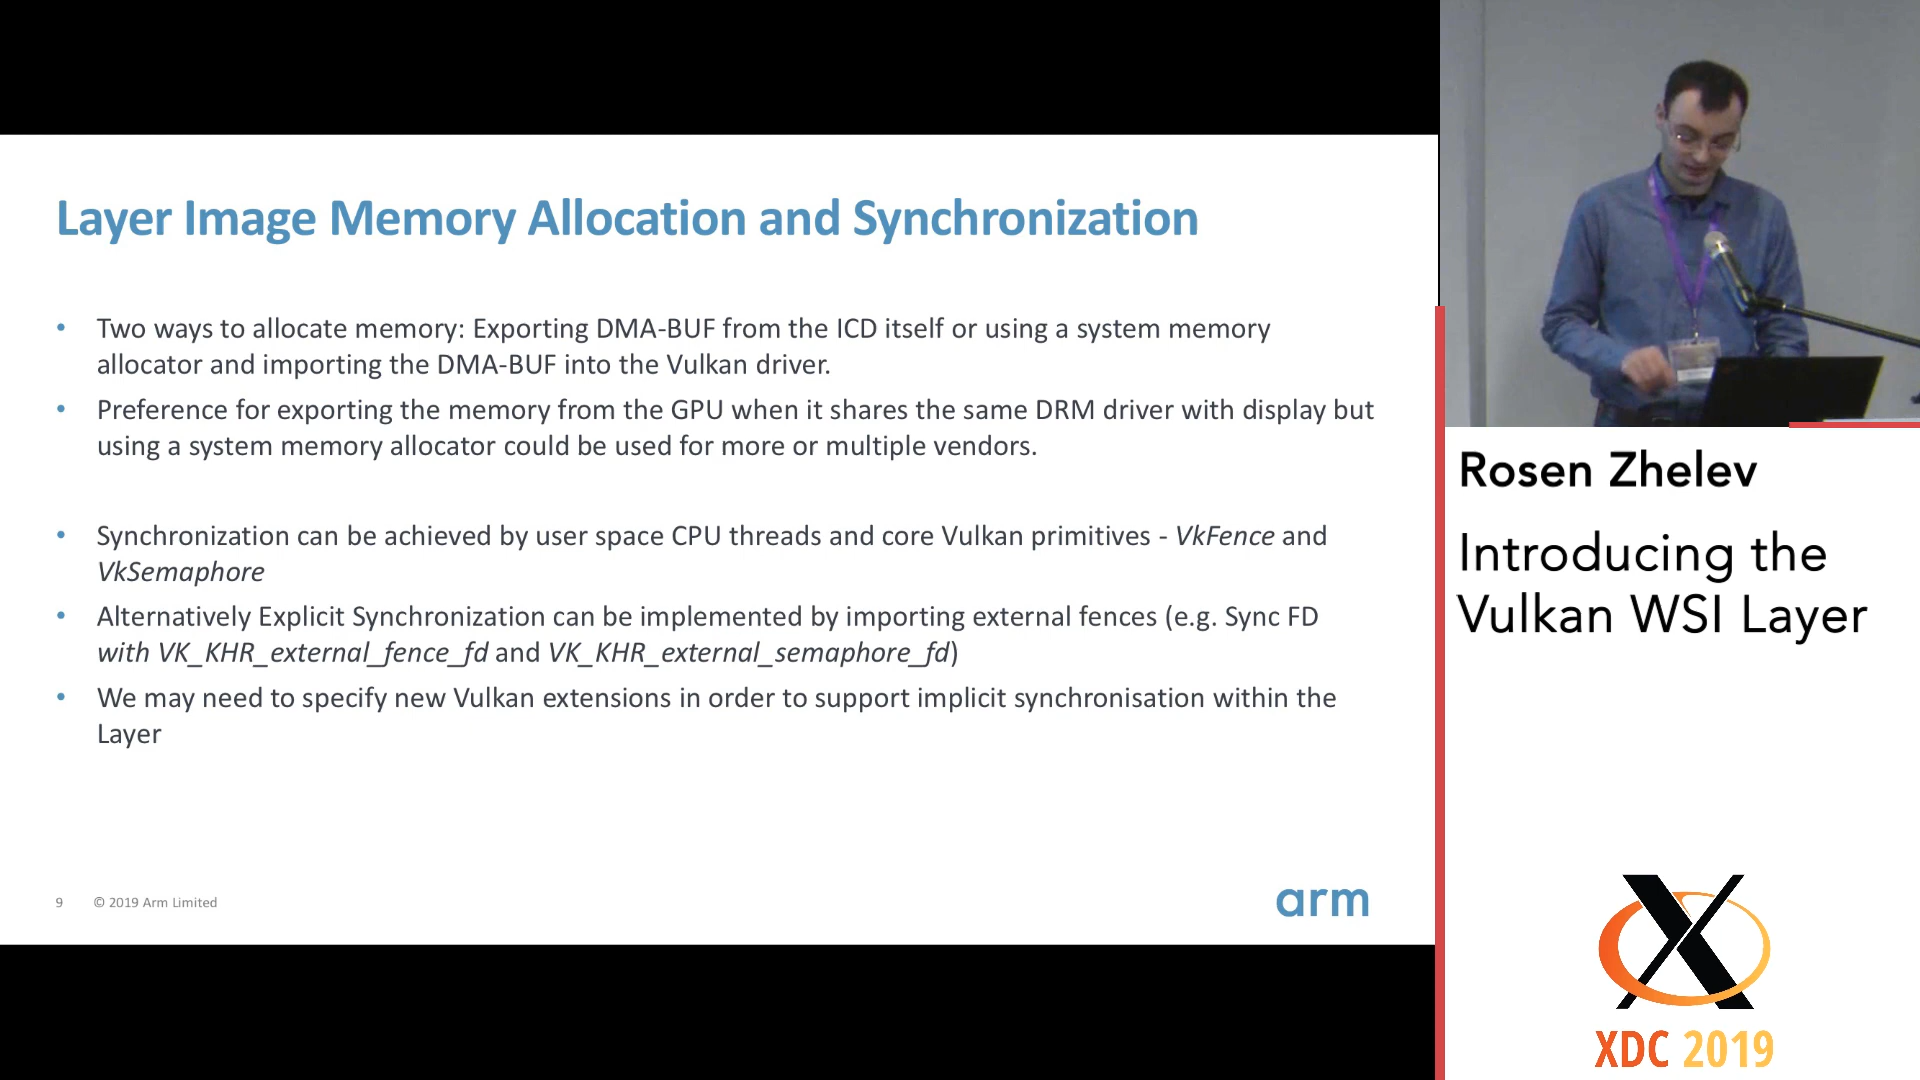 Layer Image Memory Allocation and Synchronization
• Two ways to allocate memory: Exporting DMA-BUF from the ICD itself or using a system memory
allocator and importing the DMA-BUF into the Vulkan driver.
• Preference for exporting the memory from the GPU when it shares the same DRM driver with display but
using a system memory allocator could be used for more or multiple vendors.
• Synchronization can be achieved by user space CPU threads and core Vulkan primitives - VkFence and
VkSemaphore
• Alternatively Explicit Synchronization can be implemented by importing external fences (e.g. Sync FD
with VK_KHR_external_fence_fd and VK_KHR_external_semaphore_fd)
• We may need to specify new Vulkan extensions in order to support implicit synchronisation within the
Layer
9 © 2019 Arm Limited
arm
Rosen Zhelev
Introducing the
Vulkan WSI Layer
X
XDC 2019